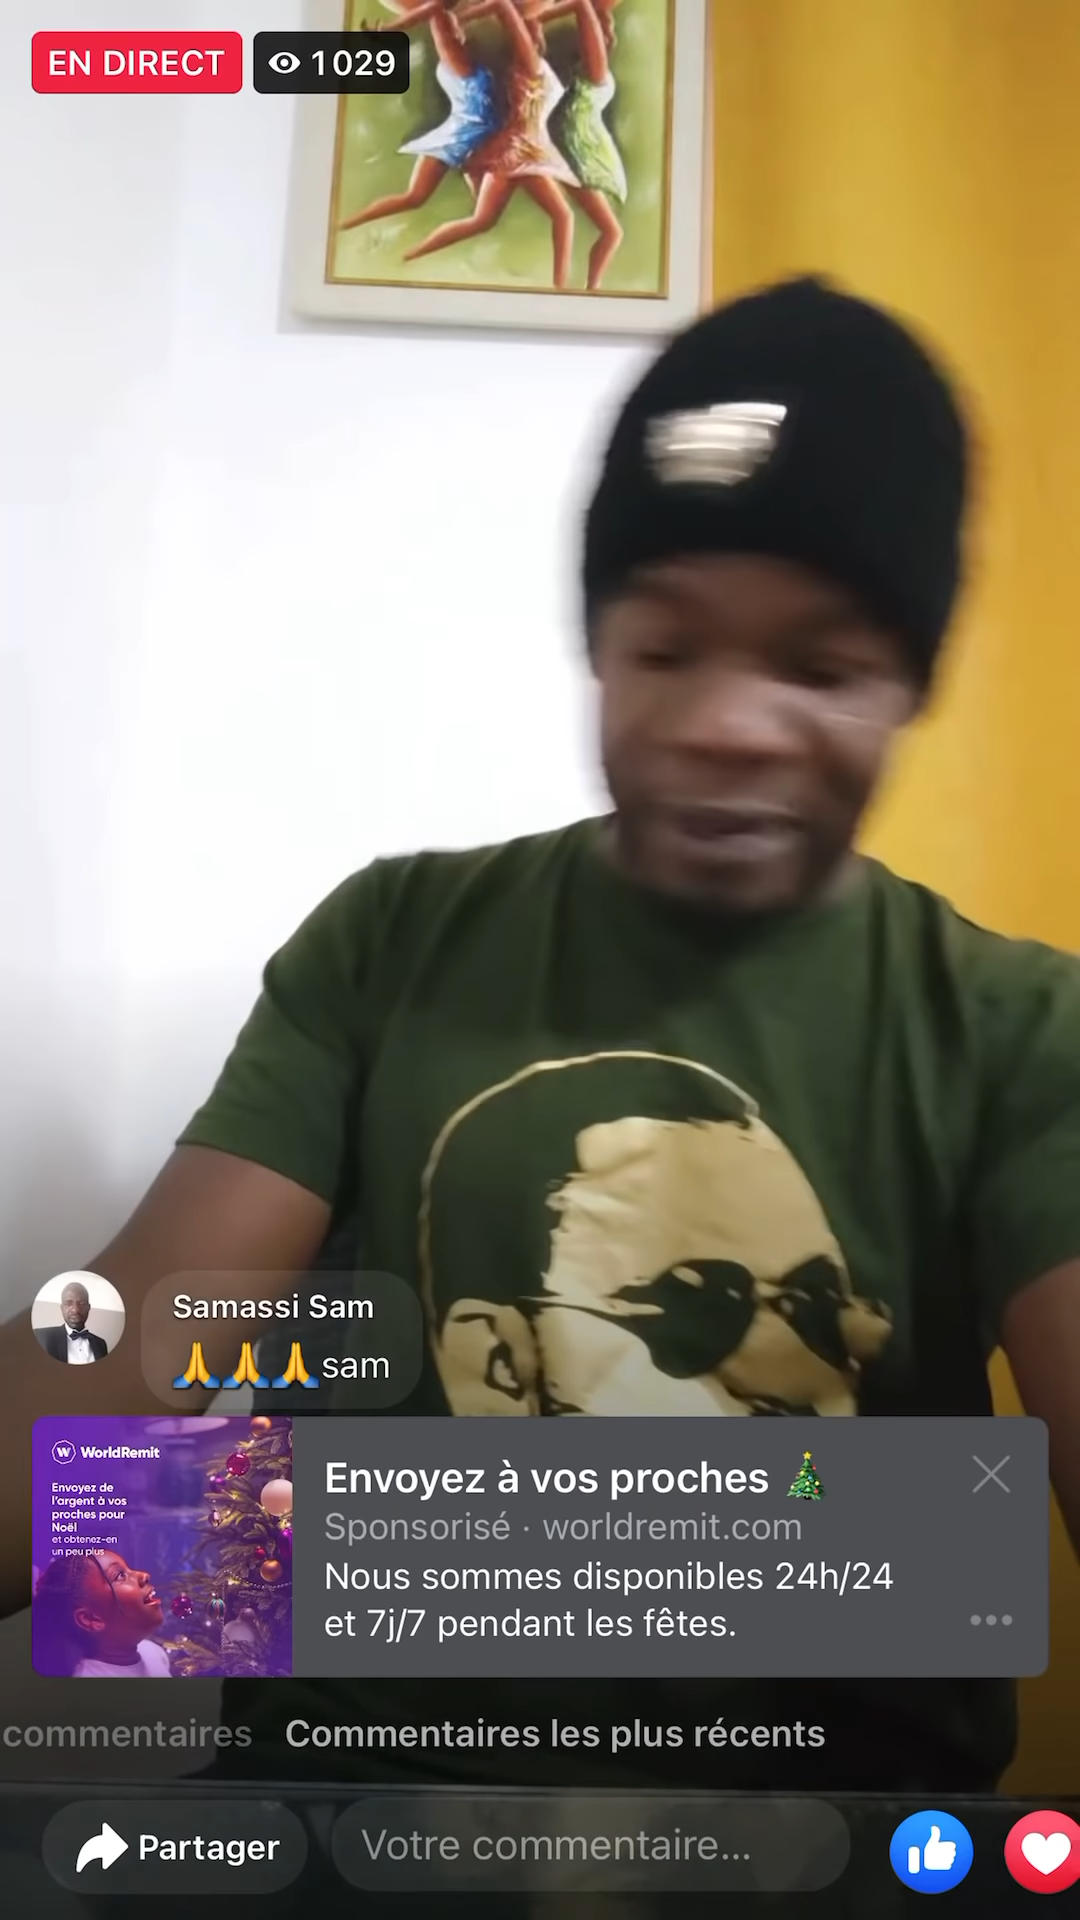 EN DIRECT
1 029
Samassi Sam
🙏🙏🙏sam
WorldRemit
Envoyez de
l'argent à vos
proches pour
Noël
et obtenez-en
un peu plus
Envoyez à vos proches 🎄
Sponsorisé · worldremit.com
Nous sommes disponibles 24h/24
et 7j/7 pendant les fêtes.
commentaires Commentaires les plus récents
Partager
Votre commentaire...